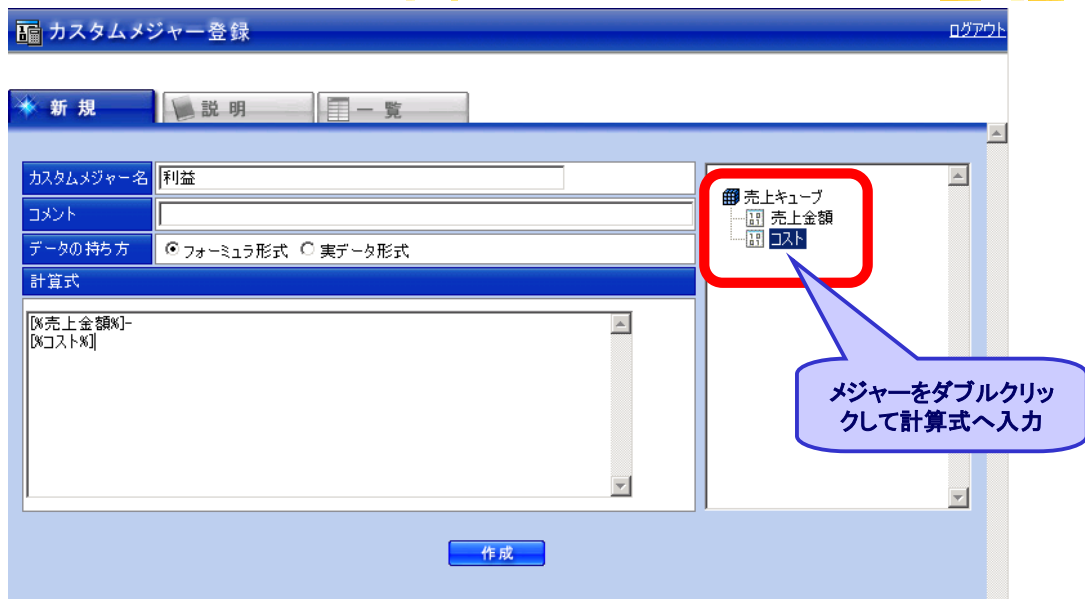 カスタムメジャー登録
ログアウト
新規
説明
一覧
カスタムメジャー名
利益
コメント
データの持ち方
フォーミュラ形式
実データ形式
計算式
[%売上金額%]-
[%コスト%]
売上キューブ
売上金額
コスト
メジャーをダブルクリッ
クして計算式へ入力
作成